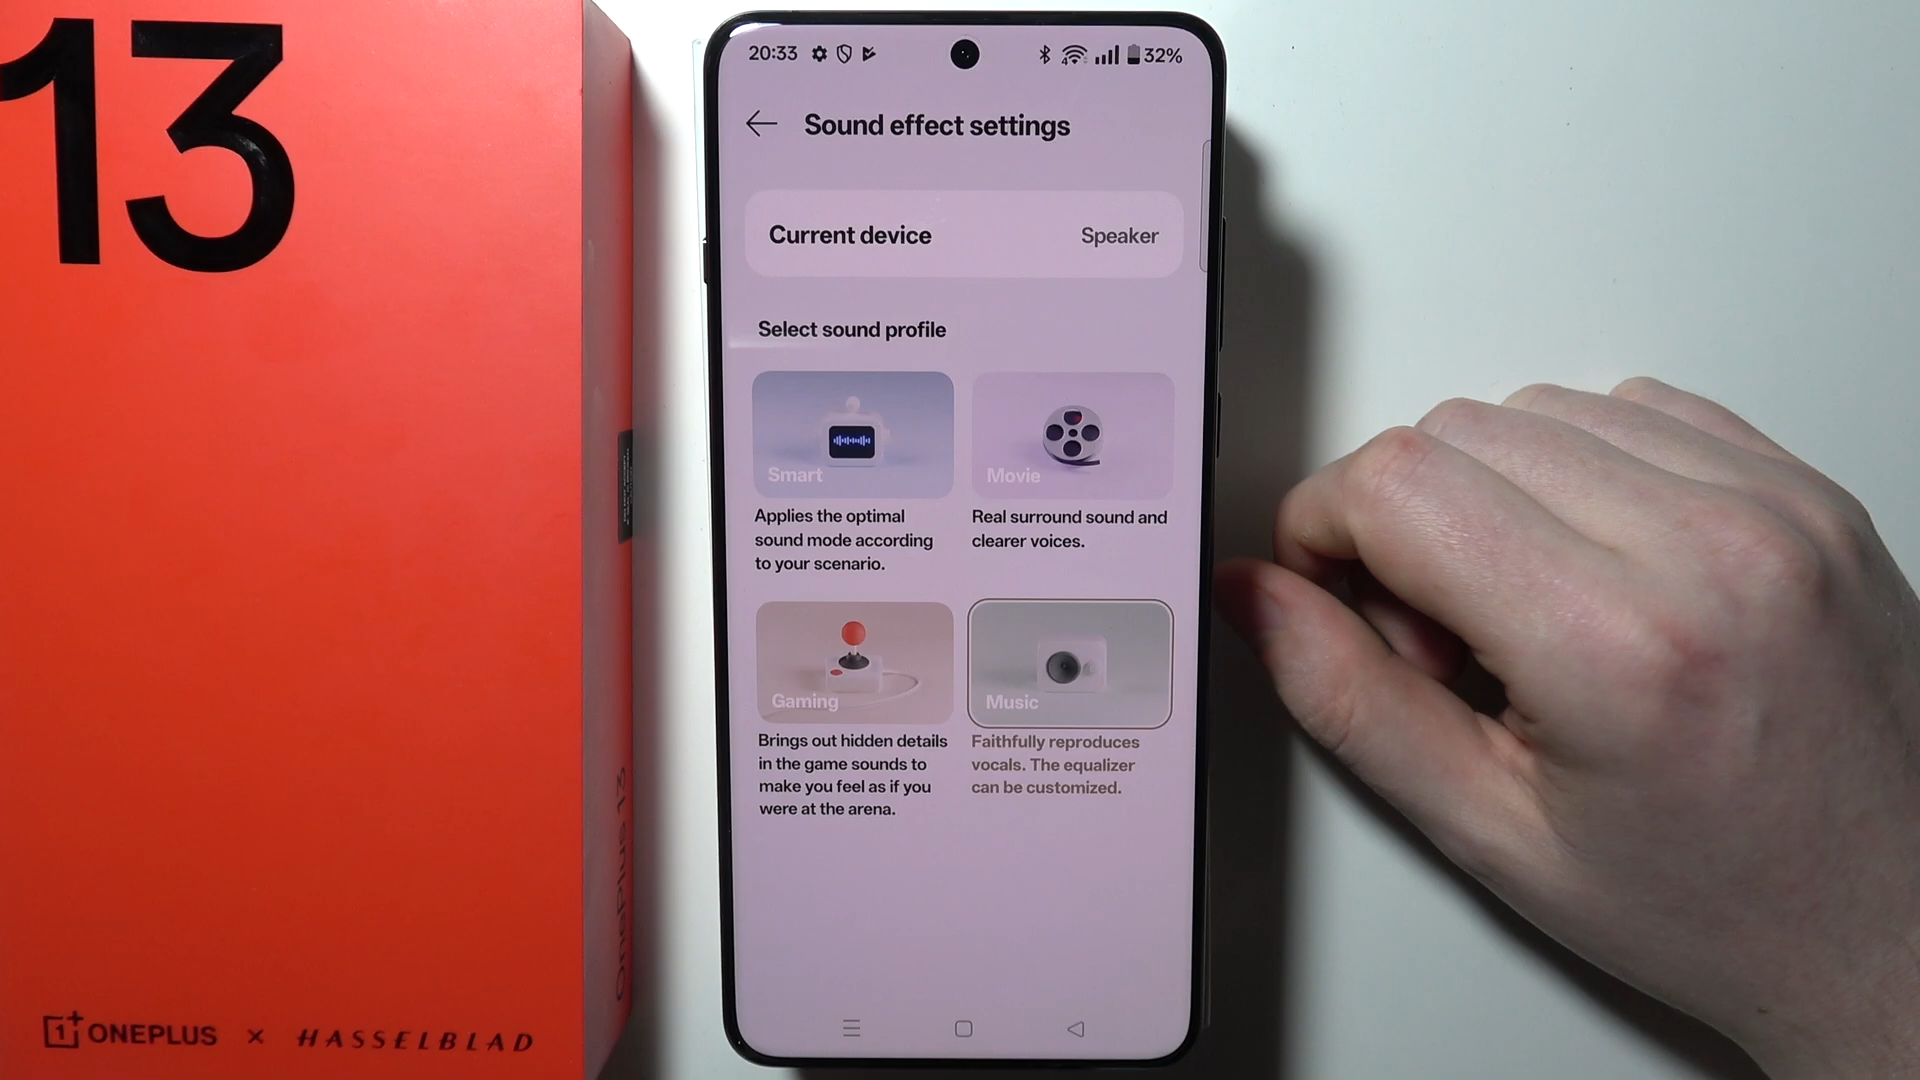 13
ONEPLUS × HASSELBLAD
OnePlus 13
20:33
32%
Sound effect settings
Current device
Speaker
Select sound profile
Smart
Applies the optimal
sound mode according
to your scenario.
Movie
Real surround sound and
clearer voices.
Gaming
Brings out hidden details
in the game sounds to
make you feel as if you
were at the arena.
Music
Faithfully reproduces
vocals. The equalizer
can be customized.